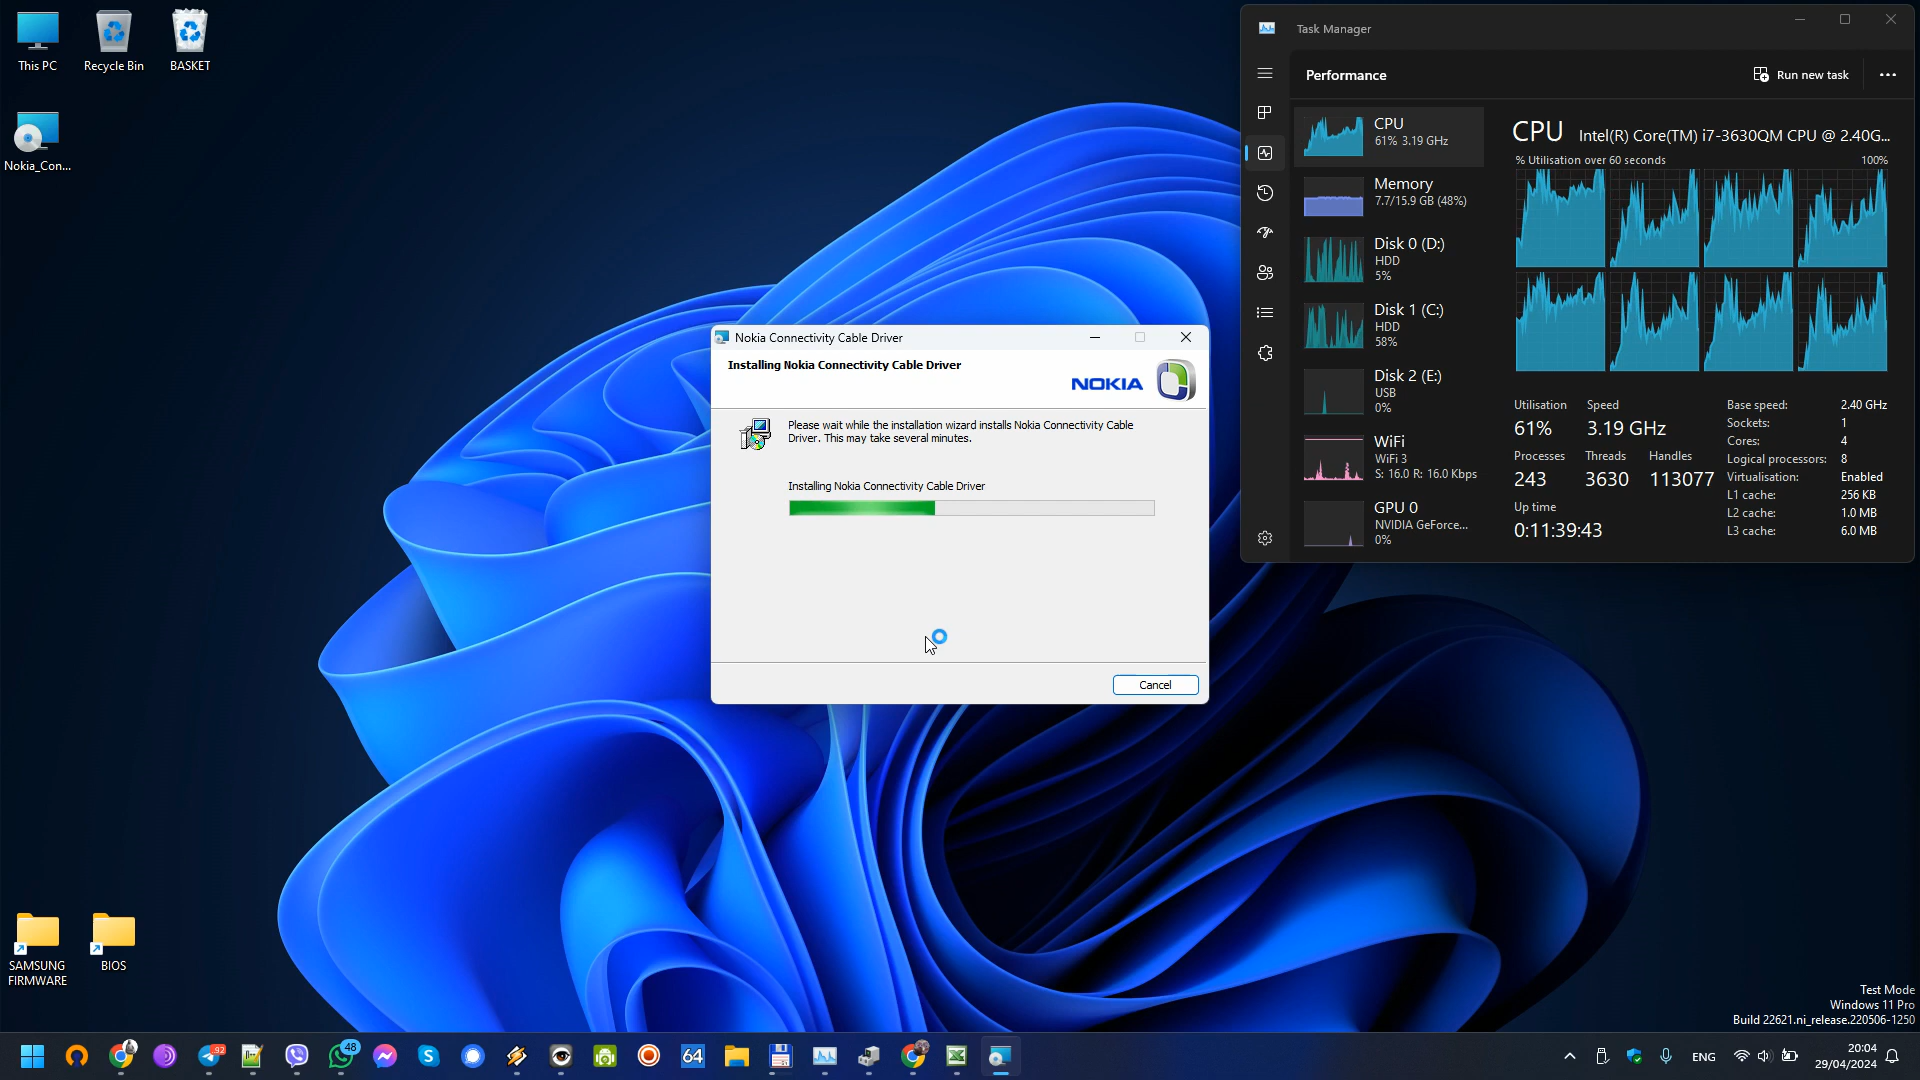 This PC
Recycle Bin
BASKET
Nokia_Con...
SAMSUNG
FIRMWARE
BIOS
Nokia Connectivity Cable Driver
Installing Nokia Connectivity Cable Driver
NOKIA
Please wait while the installation wizard installs Nokia Connectivity Cable
Driver. This may take several minutes.
Installing Nokia Connectivity Cable Driver
Cancel
Task Manager
Performance
Run new task
CPU
61% 3.19 GHz
Memory
7.7/15.9 GB (48%)
Disk 0 (D:)
HDD
5%
Disk 1 (C:)
HDD
58%
Disk 2 (E:)
USB
0%
WiFi
WiFi 3
S: 16.0 R: 16.0 Kbps
GPU 0
NVIDIA GeForce...
0%
CPU Intel(R) Core(TM) i7-3630QM CPU @ 2.40G...
% Utilisation over 60 seconds 100%
Utilisation Speed
61% 3.19 GHz
Processes Threads Handles
243 3630 113077
Up time
0:11:39:43
Base speed: 2.40 GHz
Sockets: 1
Cores: 4
Logical processors: 8
Virtualisation: Enabled
L1 cache: 256 KB
L2 cache: 1.0 MB
L3 cache: 6.0 MB
Test Mode
Windows 11 Pro
Build 22621.ni_release.220506-1250
92
48
64
ENG
20:04
29/04/2024